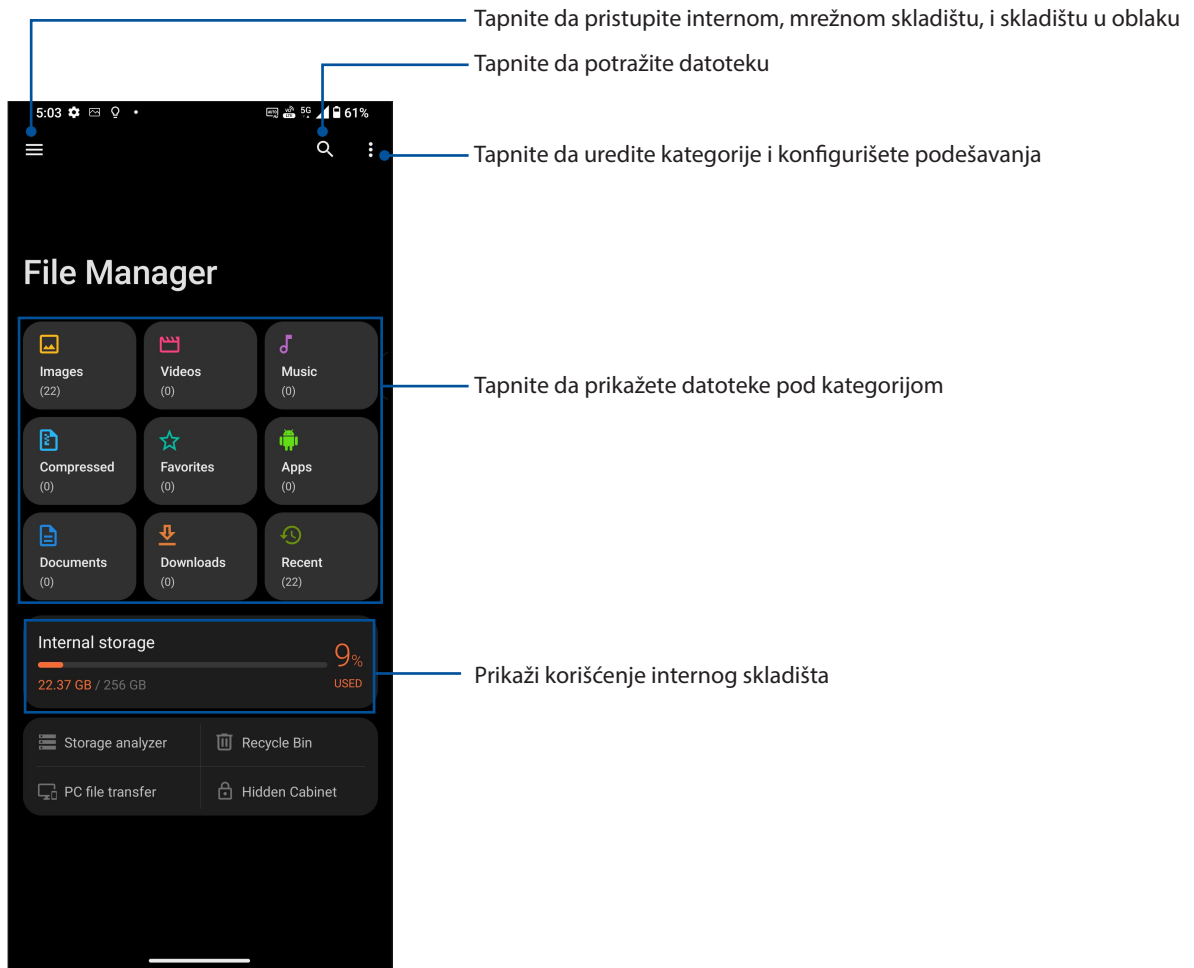 Tapnite da pristupite internom, mrežnom skladištu, i skladištu u oblaku
Tapnite da potražite datoteku
5:03 5G 61%
Tapnite da uredite kategorije i konfigurišete podešavanja
File Manager
Images
(22)
Videos
(0)
Music
(0)
Tapnite da prikažete datoteke pod kategorijom
Compressed
(0)
Favorites
(0)
Apps
(0)
Documents
(0)
Downloads
(0)
Recent
(22)
Internal storage
9%
22.37 GB / 256 GB
USED
Prikaži korišćenje internog skladišta
Storage analyzer
Recycle Bin
PC file transfer
Hidden Cabinet